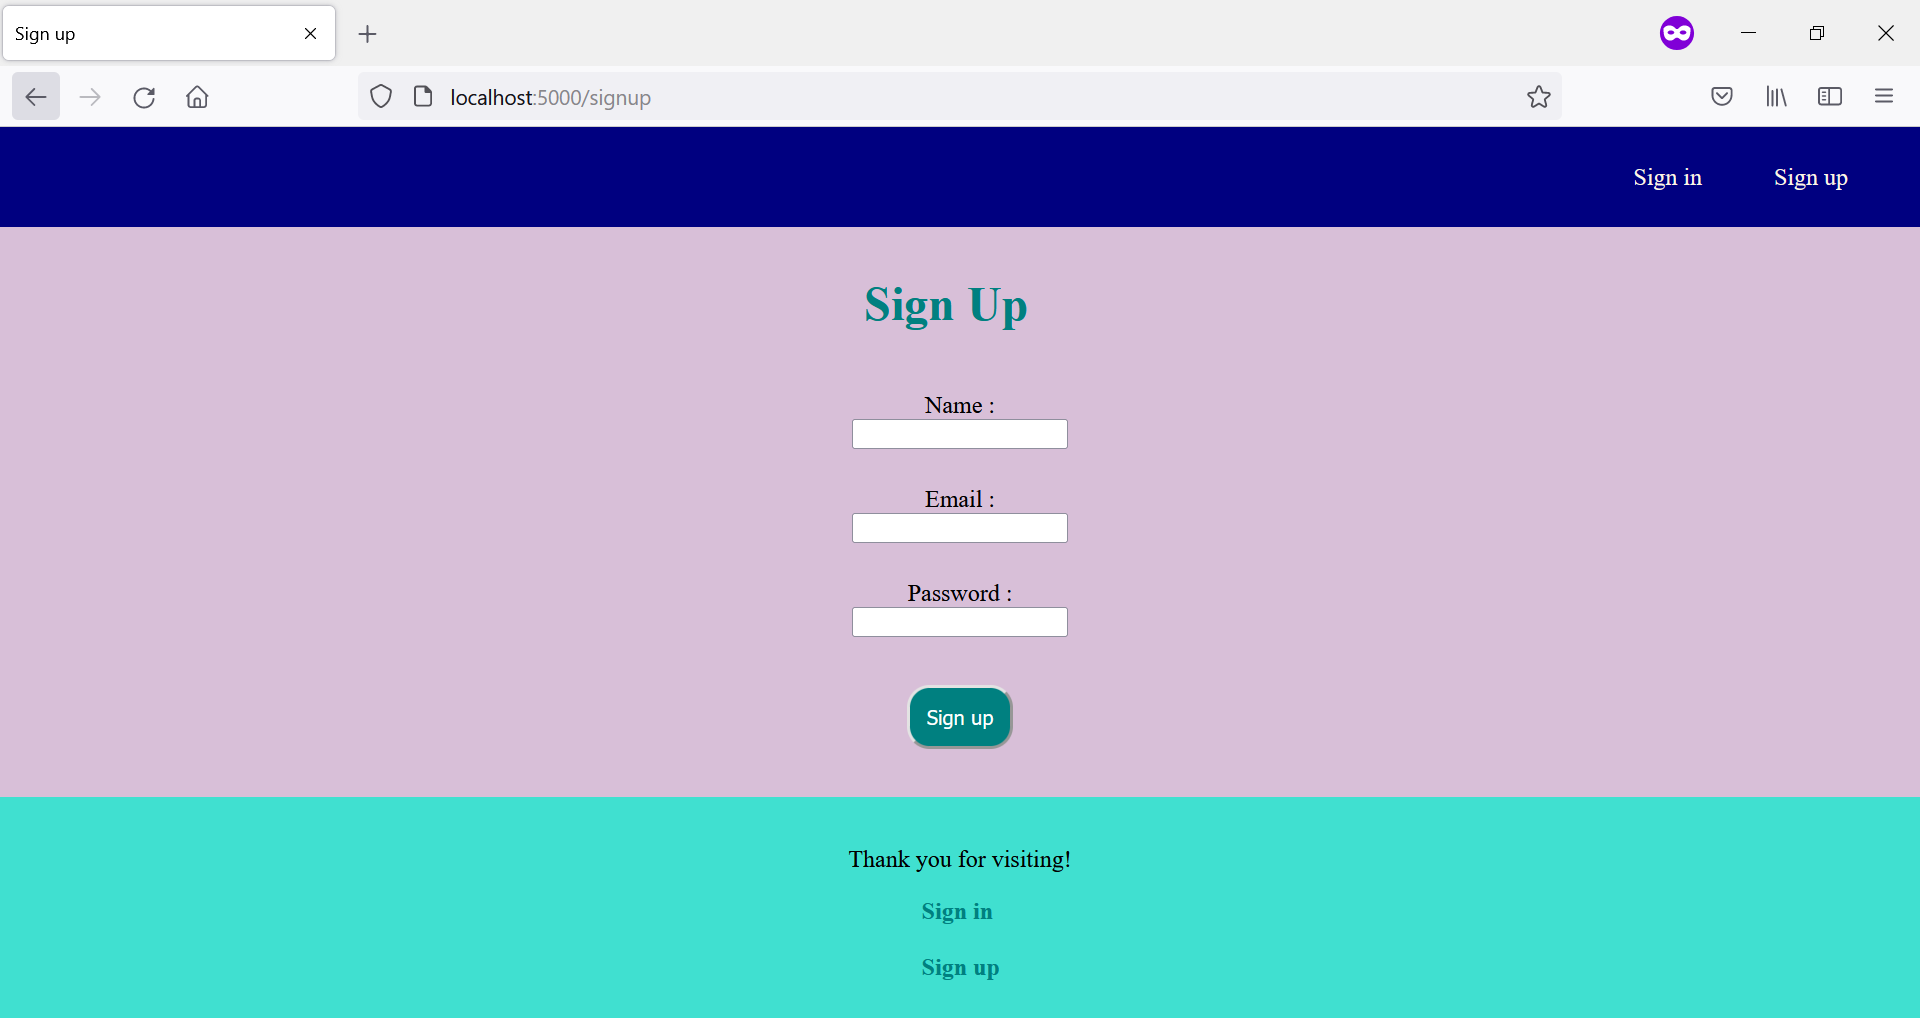 Sign up
localhost:5000/signup
Sign in Sign up
Sign Up
Name :
Email :
Password :
Sign up
Thank you for visiting!
Sign in
Sign up